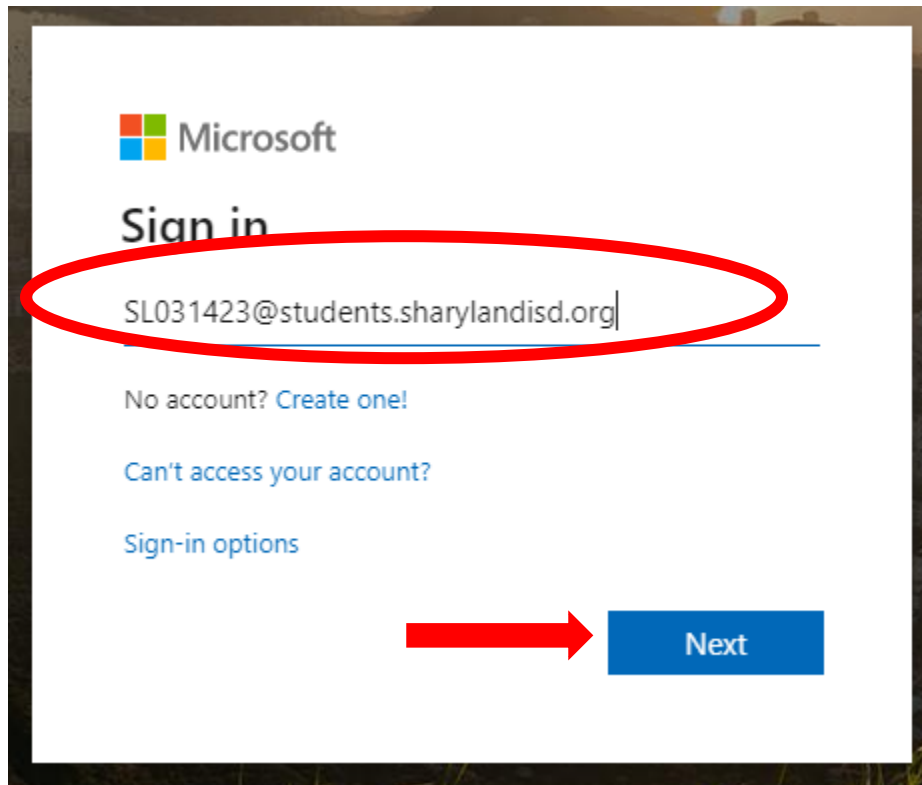 Microsoft
Sign in
SL031423@students.sharylandisd.org
No account? Create one!
Can't access your account?
Sign-in options
Next